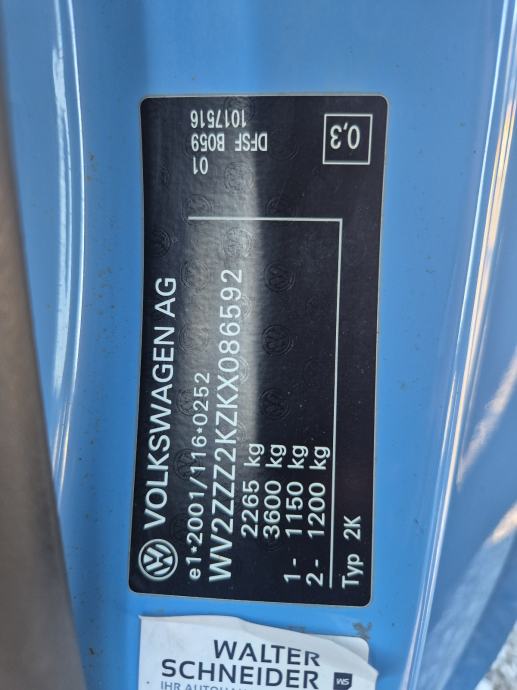 VOLKSWAGEN AG
e1*2001/116*0252
WV2ZZZ2KZKX086592
2265 kg
3600 kg
1- 1150 kg
2- 1200 kg
Typ 2K
01
DFSF B059
1017516
0,3
WALTER
SCHNEIDER
SM